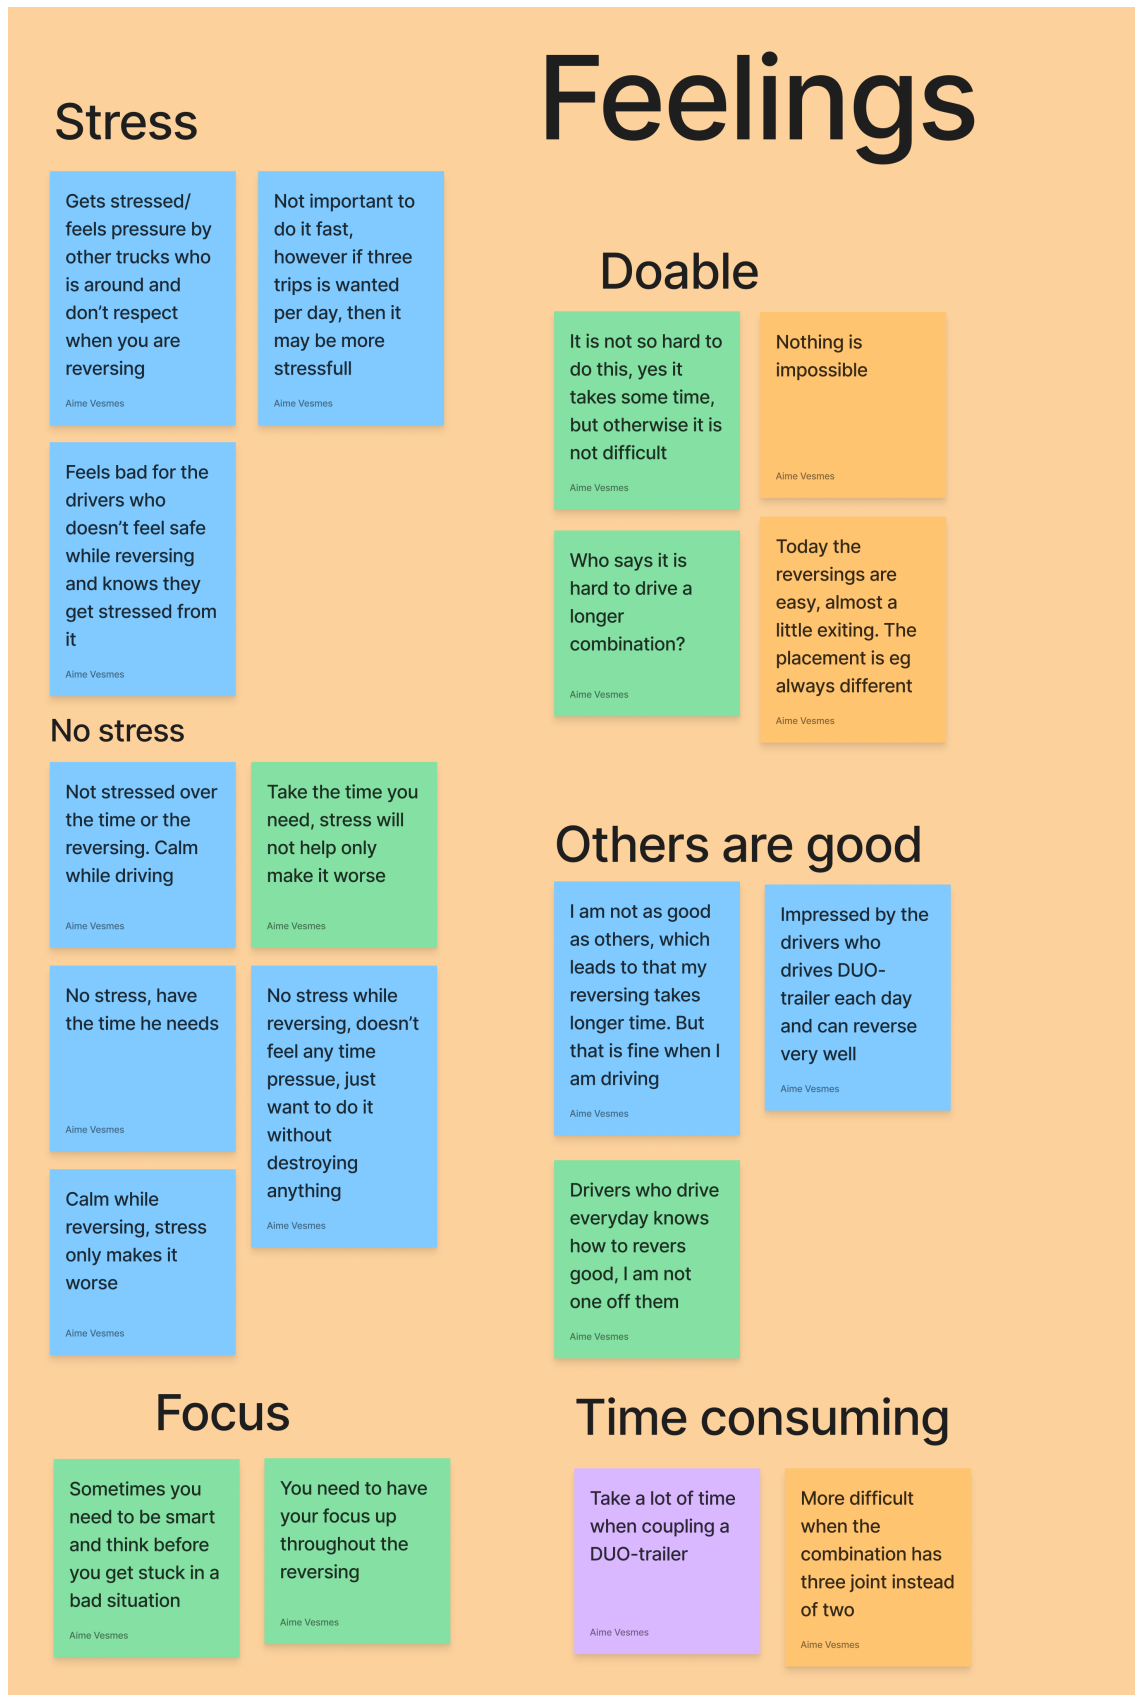 Feelings
Stress
Gets stressed/
feels pressure by
other trucks who
is around and
don’t respect
when you are
reversing
Aime Vesmes
Not important to
do it fast,
however if three
trips is wanted
per day, then it
may be more
stressfull
Aime Vesmes
Feels bad for the
drivers who
doesn’t feel safe
while reversing
and knows they
get stressed from
it
Aime Vesmes
No stress
Not stressed over
the time or the
reversing. Calm
while driving
Aime Vesmes
Take the time you
need, stress will
not help only
make it worse
Aime Vesmes
No stress, have
the time he needs
Aime Vesmes
No stress while
reversing, doesn’t
feel any time
pressue, just
want to do it
without
destroying
anything
Aime Vesmes
Calm while
reversing, stress
only makes it
worse
Aime Vesmes
Focus
Sometimes you
need to be smart
and think before
you get stuck in a
bad situation
Aime Vesmes
You need to have
your focus up
throughout the
reversing
Aime Vesmes
Doable
It is not so hard to
do this, yes it
takes some time,
but otherwise it is
not difficult
Aime Vesmes
Nothing is
impossible
Aime Vesmes
Who says it is
hard to drive a
longer
combination?
Aime Vesmes
Today the
reversings are
easy, almost a
little exiting. The
placement is eg
always different
Aime Vesmes
Others are good
I am not as good
as others, which
leads to that my
reversing takes
longer time. But
that is fine when I
am driving
Aime Vesmes
Impressed by the
drivers who
drives DUO-
trailer each day
and can reverse
very well
Aime Vesmes
Drivers who drive
everyday knows
how to revers
good, I am not
one off them
Aime Vesmes
Time consuming
Take a lot of time
when coupling a
DUO-trailer
Aime Vesmes
More difficult
when the
combination has
three joint instead
of two
Aime Vesmes